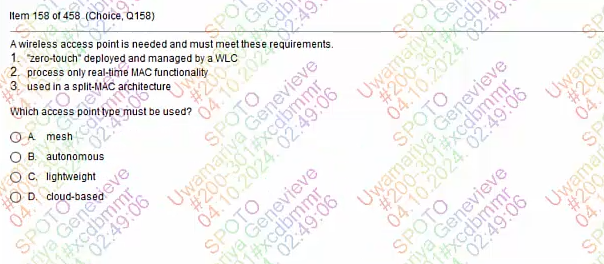 Item 158 of 458 (Choice, Q158)
A wireless access point is needed and must meet these requirements.
1. "zero-touch" deployed and managed by a WLC
2. process only real-time MAC functionality
3. used in a split-MAC architecture
Which access point type must be used?
A. mesh
B. autonomous
C. lightweight
D. cloud-based
SPOTO
Uwamariya Genevieve
#200-301#xcdbmmr
04.10.2024. 02:49:06